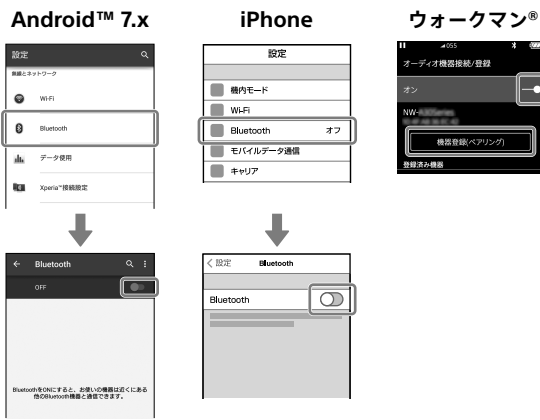 Android™ 7.x
設定
無線とネットワーク
Wi-Fi
Bluetooth
データ使用
Xperia™接続設定
Bluetooth
OFF
BluetoothをONにすると、お使いの機器は近くにある
他のBluetooth機器と通信できます。
iPhone
設定
機内モード
Wi-Fi
Bluetooth オフ
モバイルデータ通信
キャリア
設定 Bluetooth
Bluetooth
ウォークマン®
055
オーディオ機器接続/登録
オン
NW-
機器登録(ペアリング)
登録済み機器